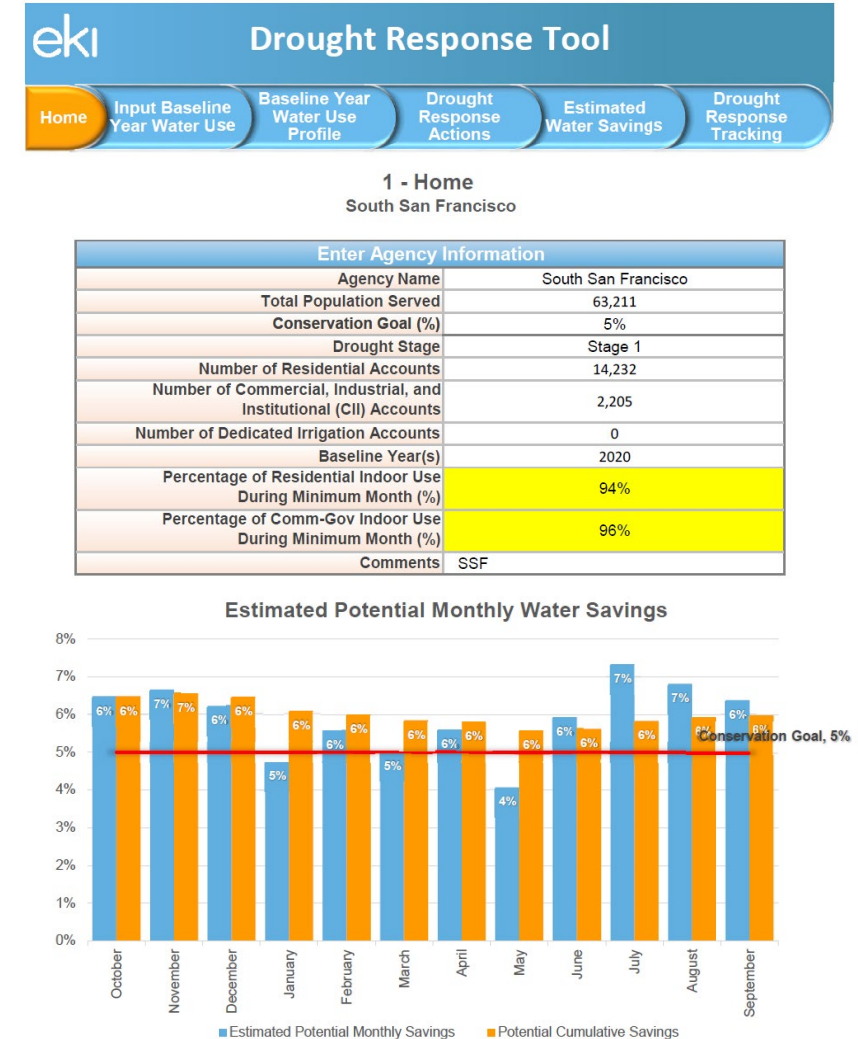 eki
Drought Response Tool
Home
Input Baseline
Year Water Use
Baseline Year
Water Use
Profile
Drought
Response
Actions
Estimated
Water Savings
Drought
Response
Tracking
1 - Home
South San Francisco
Enter Agency Information
Agency Name South San Francisco
Total Population Served 63,211
Conservation Goal (%) 5%
Drought Stage Stage 1
Number of Residential Accounts 14,232
Number of Commercial, Industrial, and
Institutional (CII) Accounts 2,205
Number of Dedicated Irrigation Accounts 0
Baseline Year(s) 2020
Percentage of Residential Indoor Use
During Minimum Month (%) 94%
Percentage of Comm-Gov Indoor Use
During Minimum Month (%) 96%
Comments SSF
Estimated Potential Monthly Water Savings
8%
7%
6%
5%
4%
3%
2%
1%
0%
6% 6% 7% 7% 6% 6% 5% 6% 6% 6% 5% 6% 6% 6% 4% 6% 6% 6% 7% 6% 7% 6% 6% 6%
Conservation Goal, 5%
October
November
December
January
February
March
April
May
June
July
August
September
Estimated Potential Monthly Savings
Potential Cumulative Savings